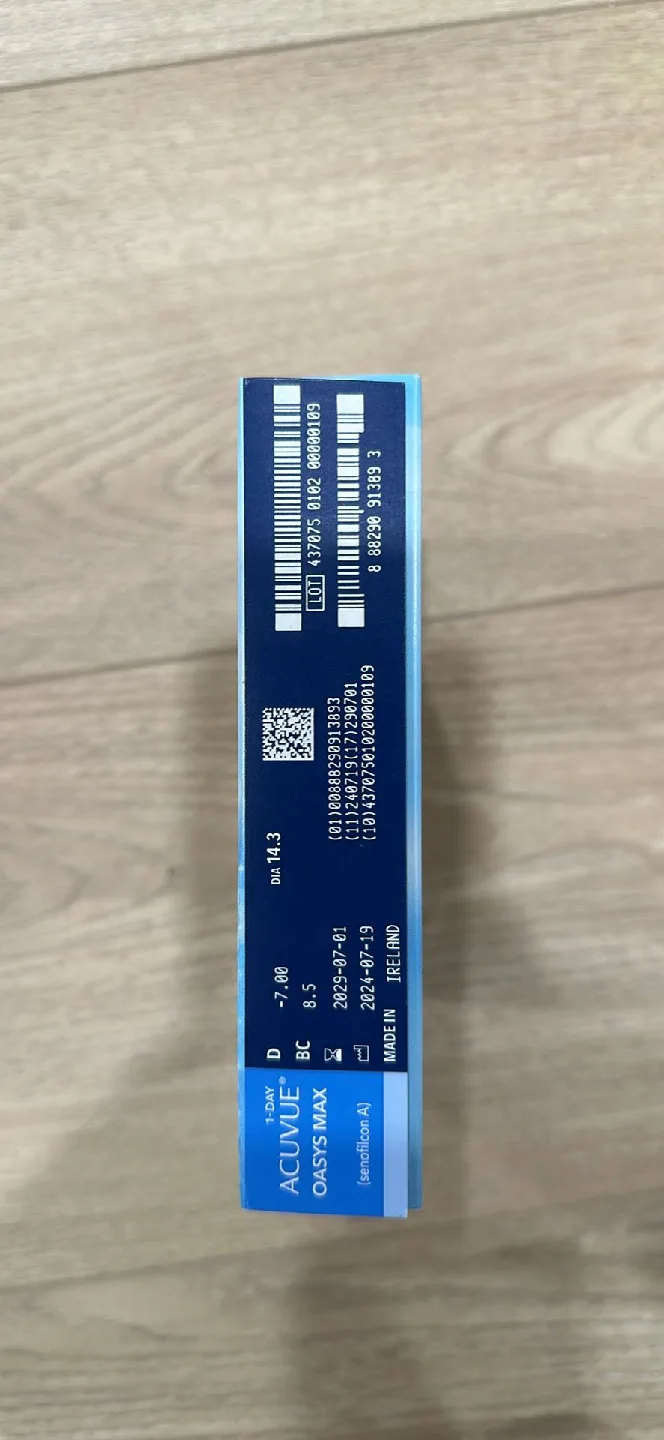 1-DAY
ACUVUE®
OASYS MAX
(senofilcon A)
D -7.00 DIA 14.3
BC 8.5
2029-07-01
2024-07-19
MADE IN IRELAND
(01)00888290913893
(11)240719(17)290701
(10)43707501020000000109
LOT 437075 0102 00000109
8 88290 91389 3